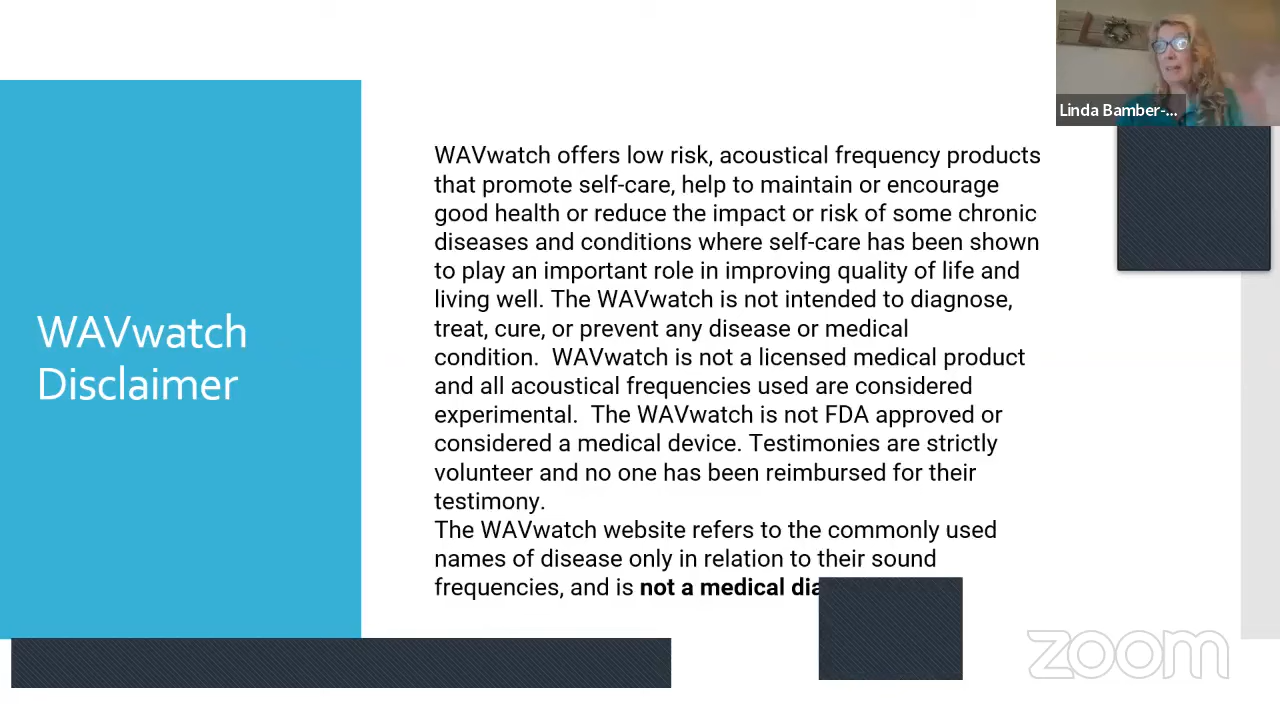 Linda Bamber-...
WAVwatch
Disclaimer
WAVwatch offers low risk, acoustical frequency products
that promote self-care, help to maintain or encourage
good health or reduce the impact or risk of some chronic
diseases and conditions where self-care has been shown
to play an important role in improving quality of life and
living well. The WAVwatch is not intended to diagnose,
treat, cure, or prevent any disease or medical
condition.  WAVwatch is not a licensed medical product
and all acoustical frequencies used are considered
experimental.  The WAVwatch is not FDA approved or
considered a medical device. Testimonies are strictly
volunteer and no one has been reimbursed for their
testimony.
The WAVwatch website refers to the commonly used
names of disease only in relation to their sound
frequencies, and is not a medical
zoom